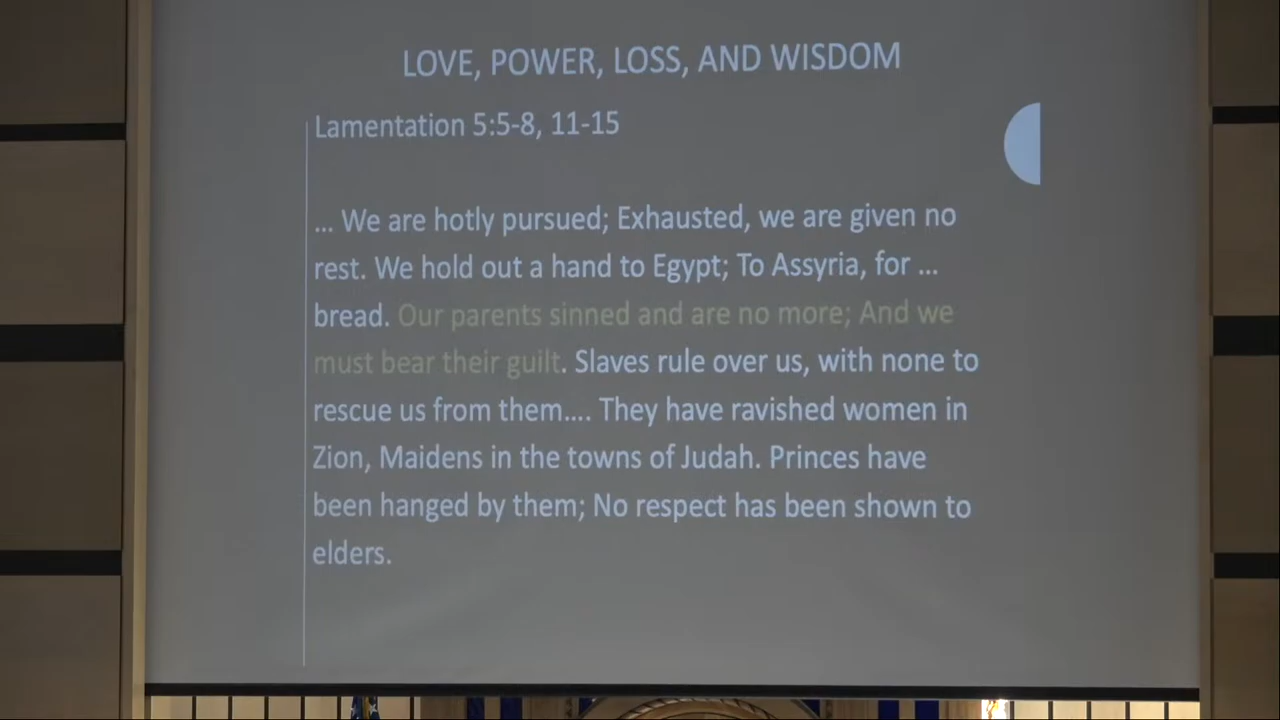 LOVE, POWER, LOSS, AND WISDOM
Lamentation 5:5-8, 11-15
... We are hotly pursued; Exhausted, we are given no
rest. We hold out a hand to Egypt; To Assyria, for ...
bread. Our parents sinned and are no more; And we
must bear their guilt. Slaves rule over us, with none to
rescue us from them.... They have ravished women in
Zion, Maidens in the towns of Judah. Princes have
been hanged by them; No respect has been shown to
elders.